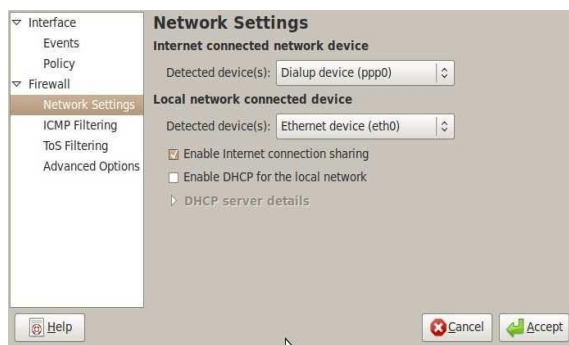 Interface
Events
Policy
Firewall
Network Settings
ICMP Filtering
ToS Filtering
Advanced Options
Network Settings
Internet connected network device
Detected device(s): Dialup device (ppp0)
Local network connected device
Detected device(s): Ethernet device (eth0)
Enable Internet connection sharing
Enable DHCP for the local network
DHCP server details
Help
Cancel
Accept